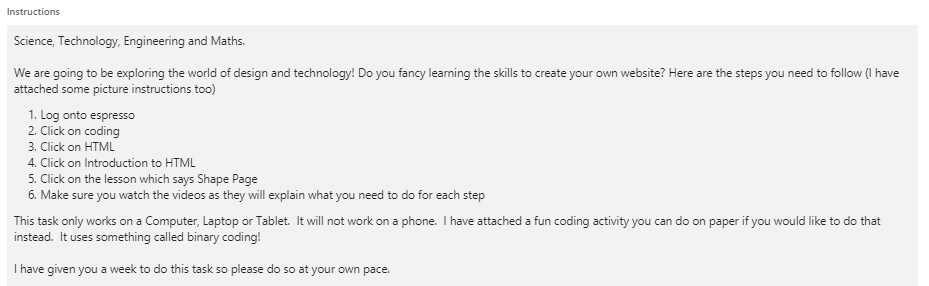 Instructions
Science, Technology, Engineering and Maths.
We are going to be exploring the world of design and technology! Do you fancy learning the skills to create your own website? Here are the steps you need to follow (I have
attached some picture instructions too)
1. Log onto espresso
2. Click on coding
3. Click on HTML
4. Click on Introduction to HTML
5. Click on the lesson which says Shape Page
6. Make sure you watch the videos as they will explain what you need to do for each step
This task only works on a Computer, Laptop or Tablet.  It will not work on a phone.  I have attached a fun coding activity you can do on paper if you would like to do that
instead.  It uses something called binary coding!
I have given you a week to do this task so please do so at your own pace.